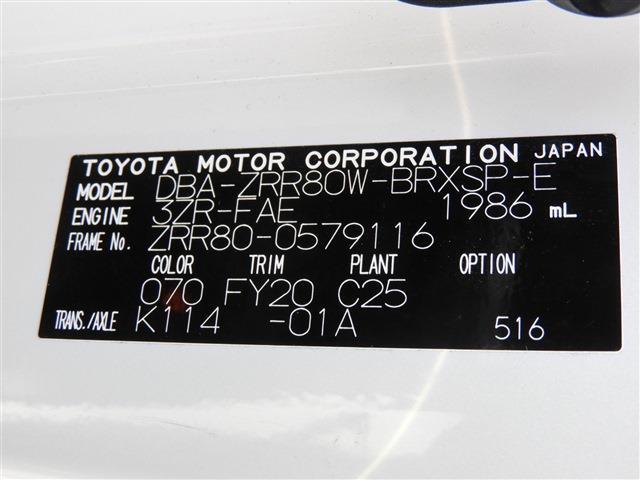 TOYOTA MOTOR CORPORATION JAPAN
MODEL DBA-ZRR80W-BRXSP-E
ENGINE 3ZR-FAE 1986 mL
FRAME No. ZRR80-0579116
COLOR TRIM PLANT OPTION
070 FY20 C25
TRANS./AXLE K114 -01A 516